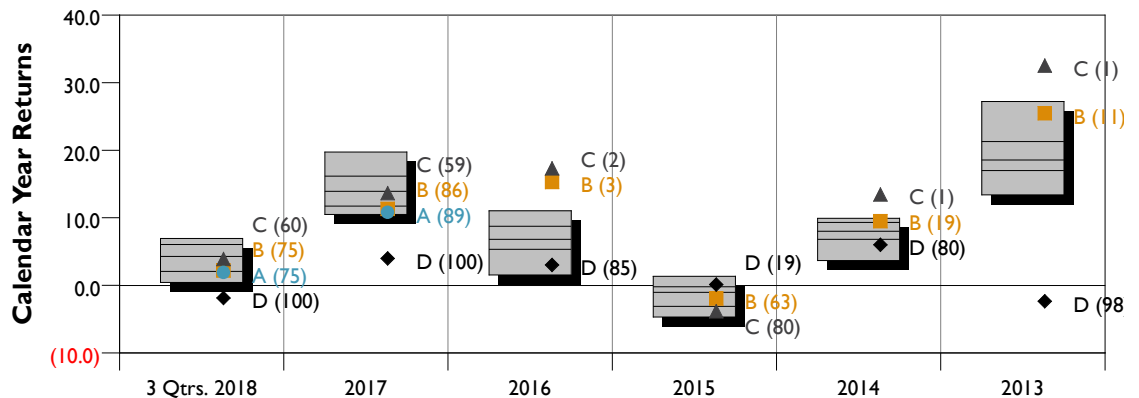 Calendar Year Returns
40.0
30.0
20.0
10.0
0.0
(10.0)
C (60)
B (75)
A (75)
D (100)
C (59)
B (86)
A (89)
D (100)
C (2)
B (3)
D (85)
D (19)
B (63)
C (80)
C (1)
B (19)
D (80)
C (1)
B (11)
D (98
3 Qtrs. 2018
2017
2016
2015
2014
2013